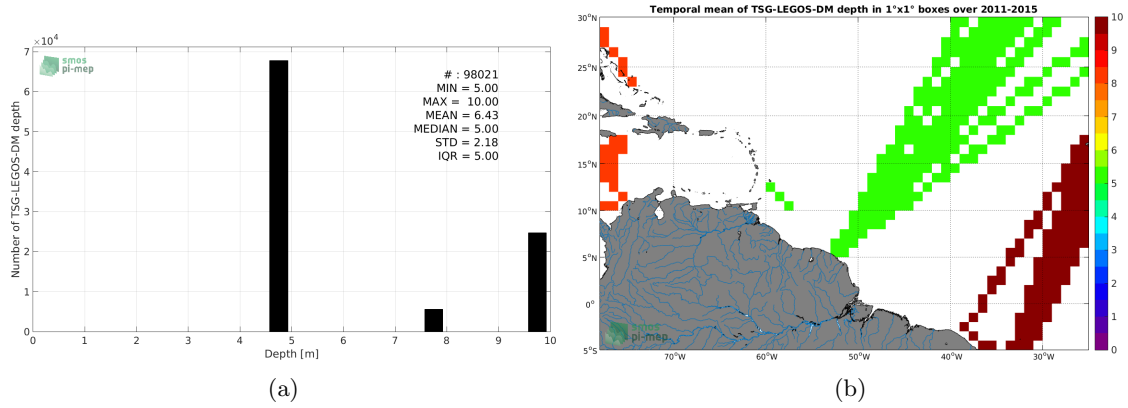 ×10⁴
7
6
5
4
3
2
1
0
Number of TSG-LEGOS-DM depth
smos
pi-mep
# : 98021
MIN = 5.00
MAX = 10.00
MEAN = 6.43
MEDIAN = 5.00
STD = 2.18
IQR = 5.00
0 1 2 3 4 5 6 7 8 9 10
Depth [m]
(a)
Temporal mean of TSG-LEGOS-DM depth in 1°x1° boxes over 2011-2015
30°N
25°N
20°N
15°N
10°N
5°N
0°
5°S
70°W 60°W 50°W 40°W 30°W
smos
pi-mep
10
9
8
7
6
5
4
3
2
1
0
(b)